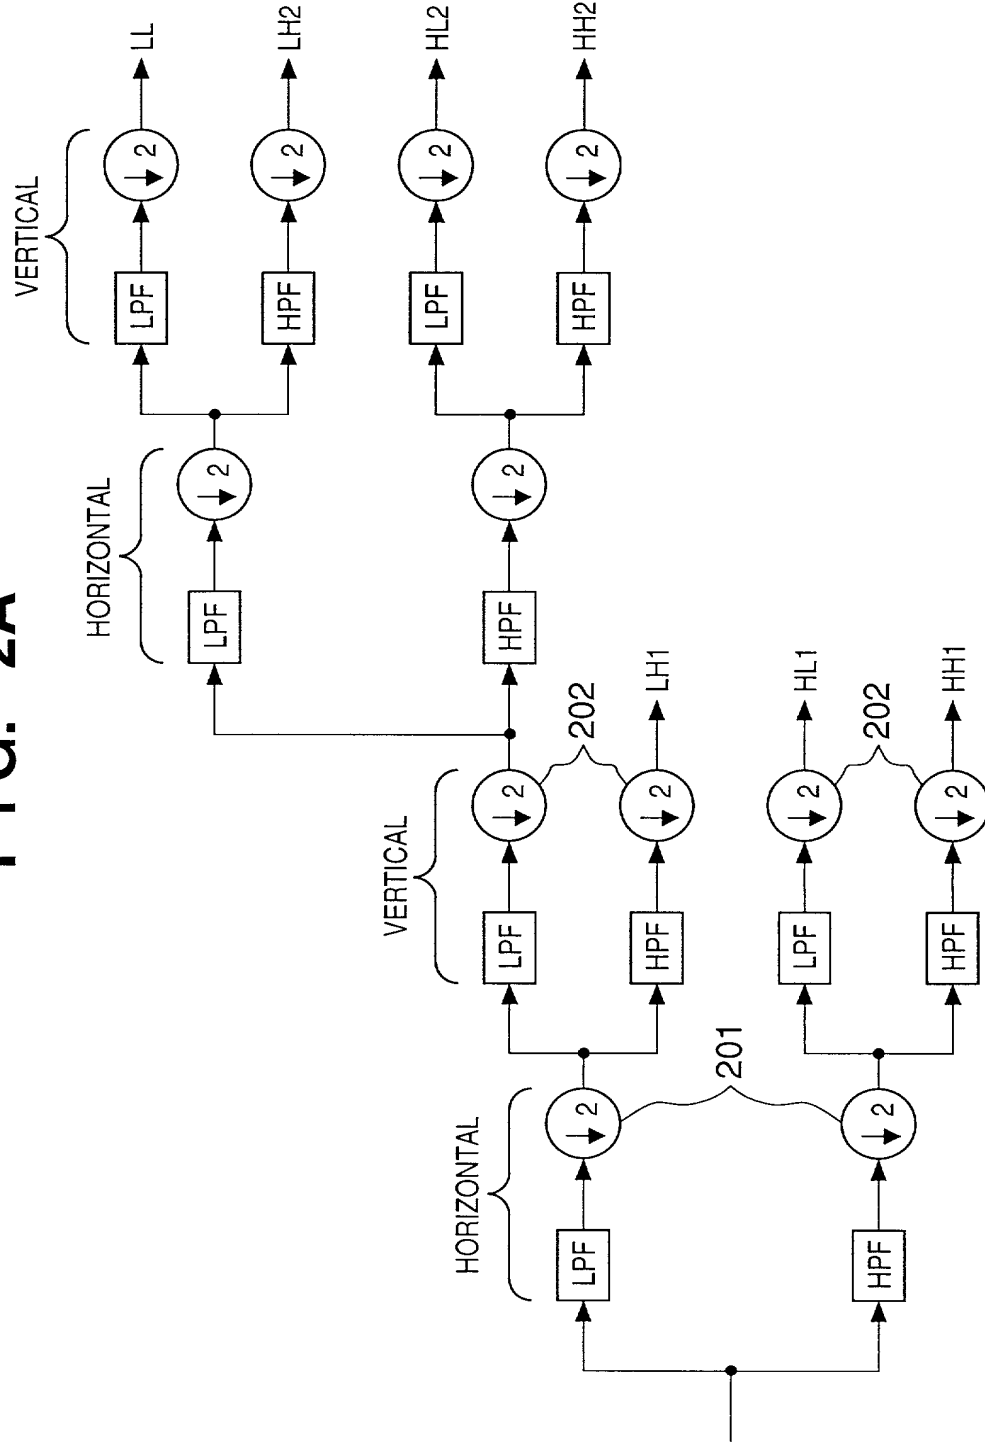 FIG. 2A
VERTICAL
HORIZONTAL
LPF
↓2
LPF
↓2
LL
HPF
↓2
LH2
HPF
↓2
LPF
↓2
HL2
HPF
↓2
HH2
VERTICAL
HORIZONTAL
LPF
↓2
LPF
↓2
202
HPF
↓2
LH1
201
HPF
↓2
LPF
↓2
HL1
202
HPF
↓2
HH1